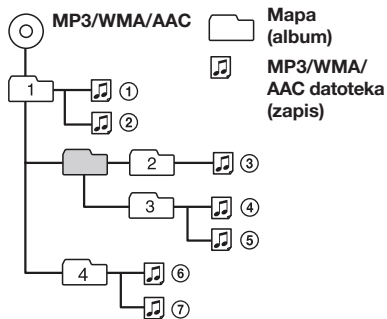 MP3/WMA/AAC
Mapa
(album)
MP3/WMA/
AAC datoteka
(zapis)
1
①
②
2
③
3
④
⑤
4
⑥
⑦